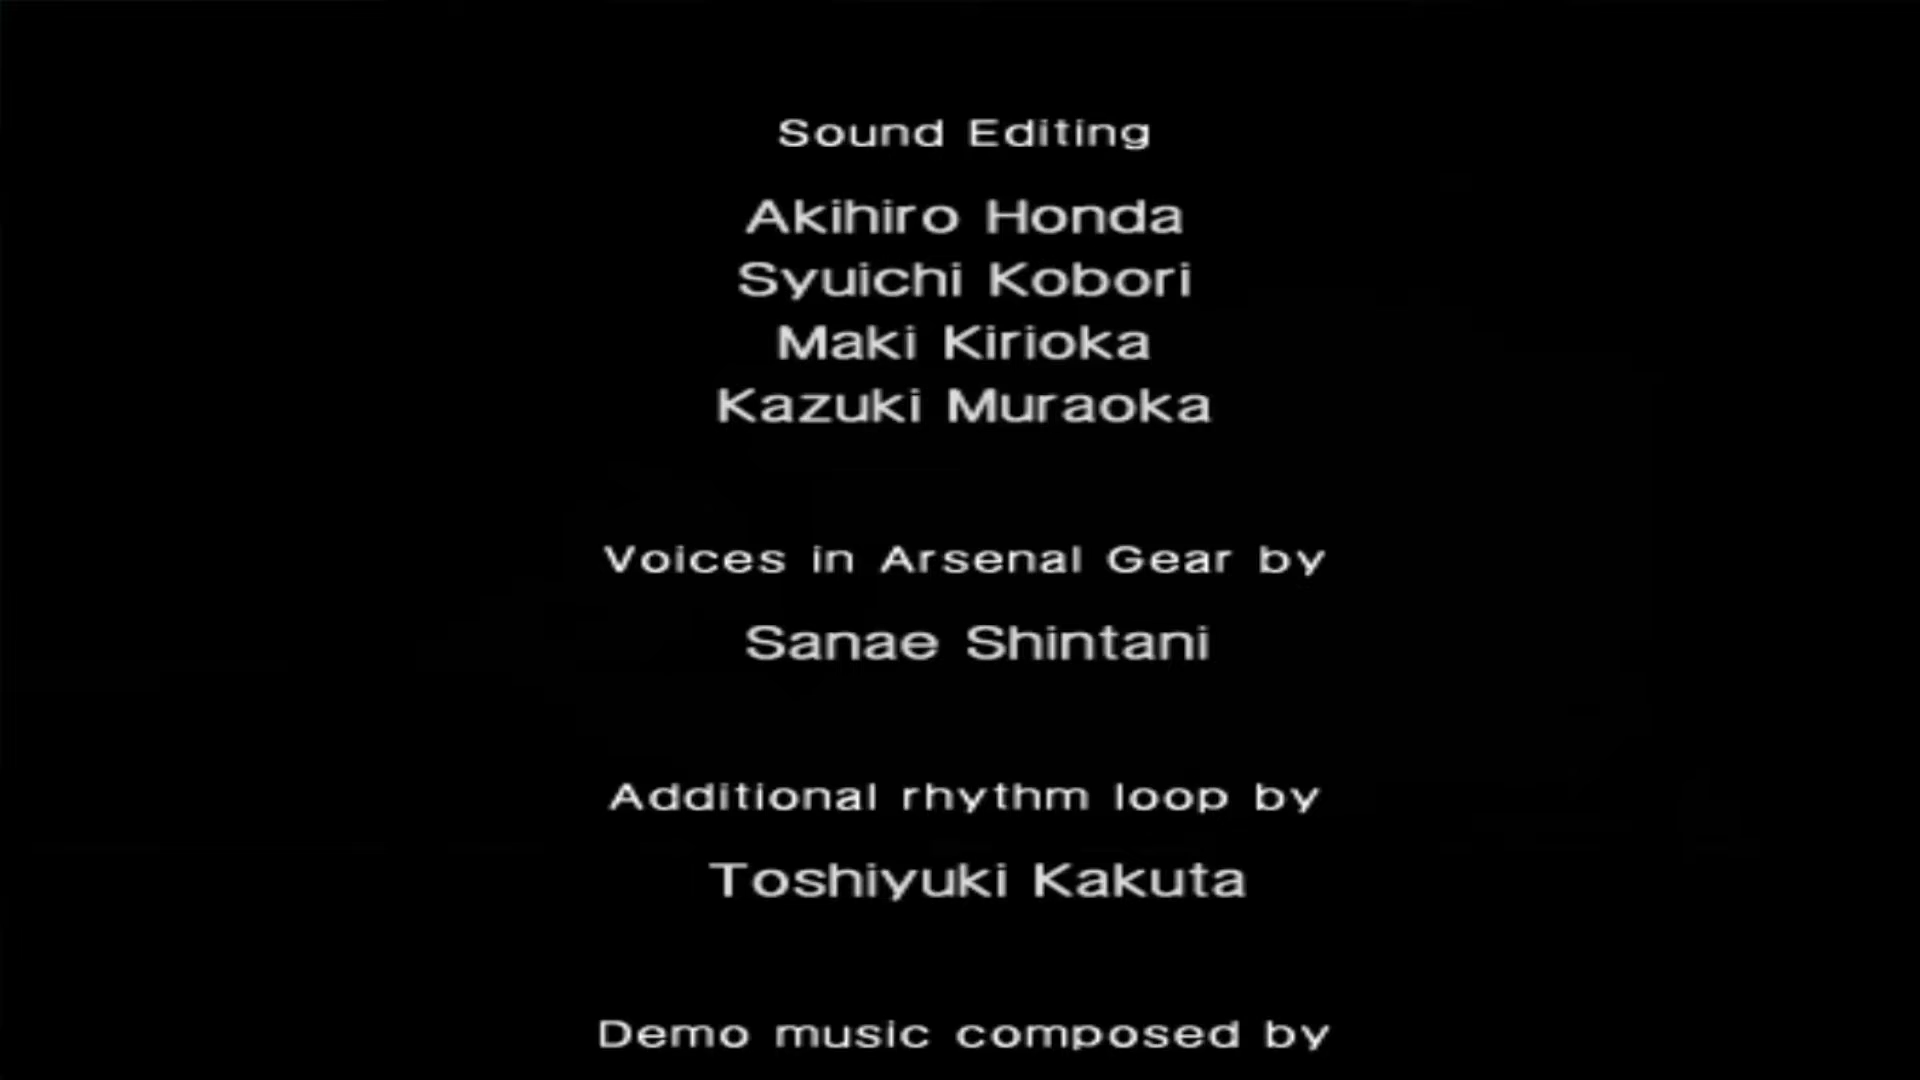 Sound Editing
Akihiro Honda
Syuichi Kobori
Maki Kirioka
Kazuki Muraoka
Voices in Arsenal Gear by
Sanae Shintani
Additional rhythm loop by
Toshiyuki Kakuta
Demo music composed by